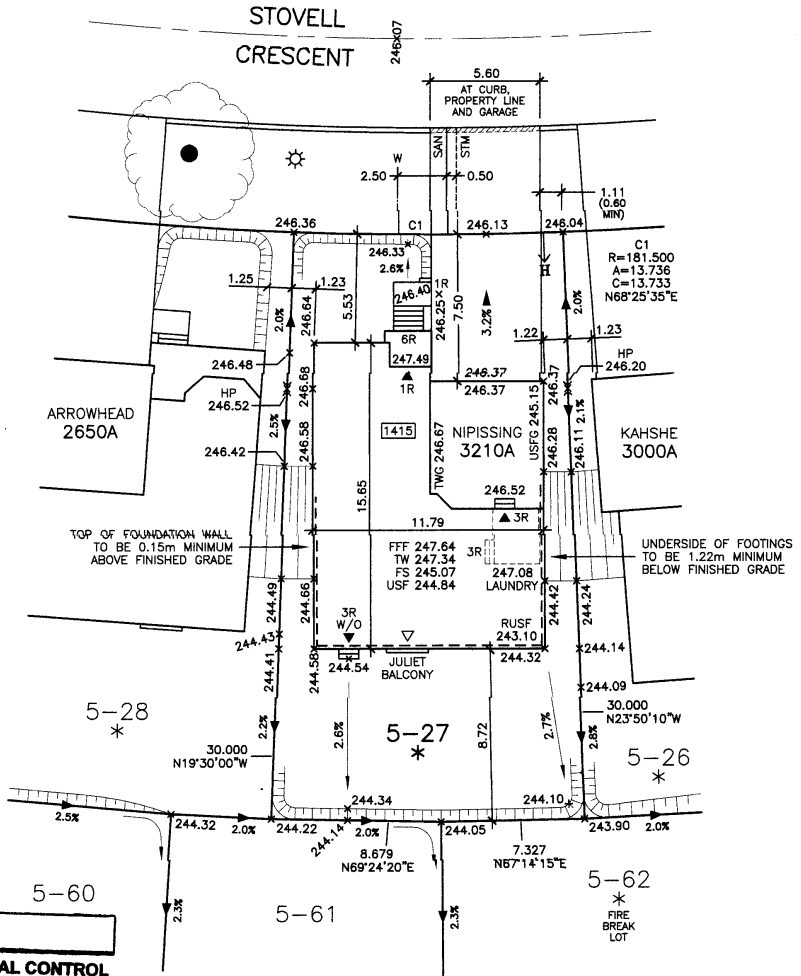 STOVELL
CRESCENT
246.07
5.60
AT CURB,
PROPERTY LINE
AND GARAGE
SAN
STM
W
2.50
0.50
1.11
(0.60
MIN)
246.36
C1
246.13
246.04
C1
R=181.500
A=13.736
C=13.733
N68°25'35"E
246.33
2.6%
H
1.25
1.23
246.64
5.53
246.40
1R
246.25
7.50
3.2%
2.0%
2.0%
1.22
1.23
6R
247.49
1R
246.48
246.68
246.37
246.37
246.37
HP
246.20
HP
246.52
2.5%
246.58
2.1%
ARROWHEAD
2650A
1415
NIPISSING
3210A
TWG 246.67
USFG 245.15
246.28
246.11
KAHSHE
3000A
246.42
15.65
246.52
3R
11.79
TOP OF FOUNDATION WALL
TO BE 0.15m MINIMUM
ABOVE FINISHED GRADE
FFF 247.64
TW 247.34
FS 245.07
USF 244.84
3R
247.08
LAUNDRY
UNDERSIDE OF FOOTINGS
TO BE 1.22m MINIMUM
BELOW FINISHED GRADE
244.49
244.66
244.42
244.24
3R
W/O
RUSF
243.10
244.43
244.41
244.58
244.54
JULIET
BALCONY
244.32
244.14
244.09
5-28
2.2%
2.6%
5-27
8.72
2.7%
2.8%
30.000
N23°50'10"W
5-26
30.000
N19°30'00"W
244.34
244.10
2.5%
244.32
2.0%
244.22
244.14
2.0%
244.05
243.90
2.0%
8.679
N69°24'20"E
7.327
N67°14'15"E
5-60
2.3%
5-61
2.3%
5-62
FIRE
BREAK
LOT
AL CONTROL